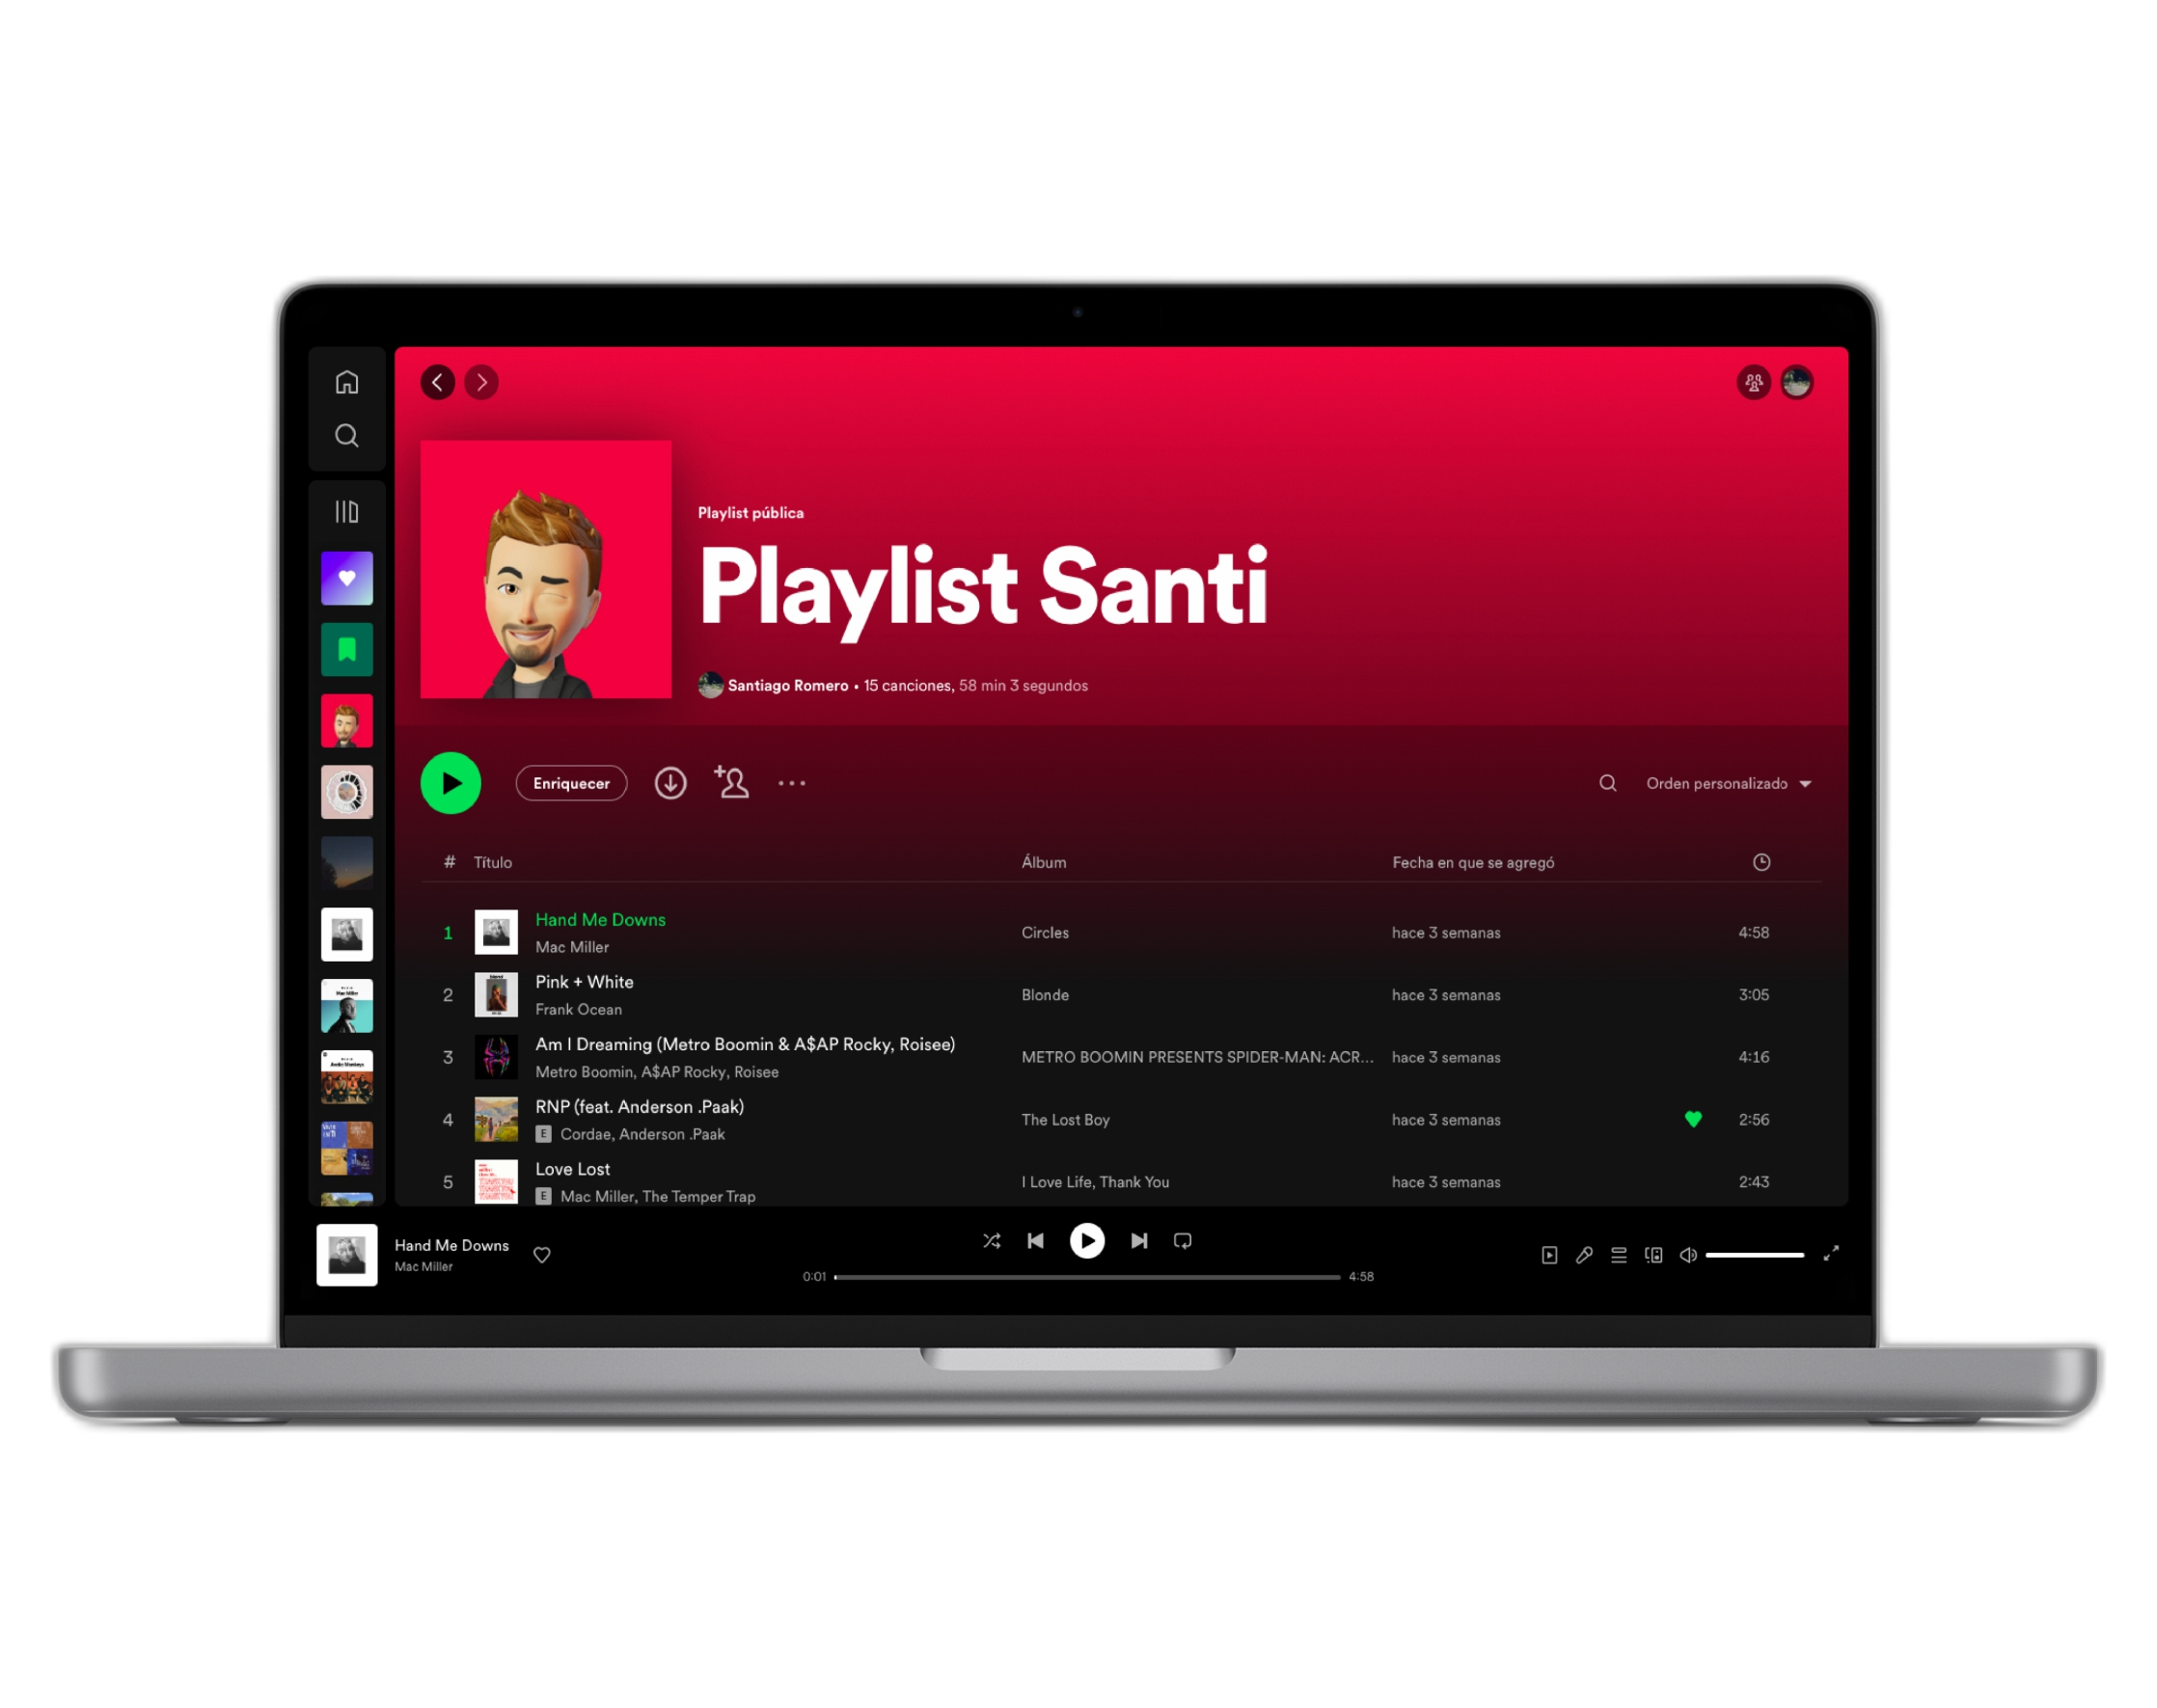 Playlist pública
Playlist Santi
Santiago Romero • 15 canciones, 58 min 3 segundos
Enriquecer
Orden personalizado
# Título Álbum Fecha en que se agregó
1 Hand Me Downs Circles hace 3 semanas 4:58
Mac Miller
2 Pink + White Blonde hace 3 semanas 3:05
Frank Ocean
3 Am I Dreaming (Metro Boomin & A$AP Rocky, Roisee) METRO BOOMIN PRESENTS SPIDER-MAN: ACR... hace 3 semanas 4:16
Metro Boomin, A$AP Rocky, Roisee
4 RNP (feat. Anderson .Paak) The Lost Boy hace 3 semanas 2:56
E Cordae, Anderson .Paak
5 Love Lost I Love Life, Thank You hace 3 semanas 2:43
E Mac Miller, The Temper Trap
Mac Miller
Arctic Monkeys
Hand Me Downs
Mac Miller
0:01 4:58